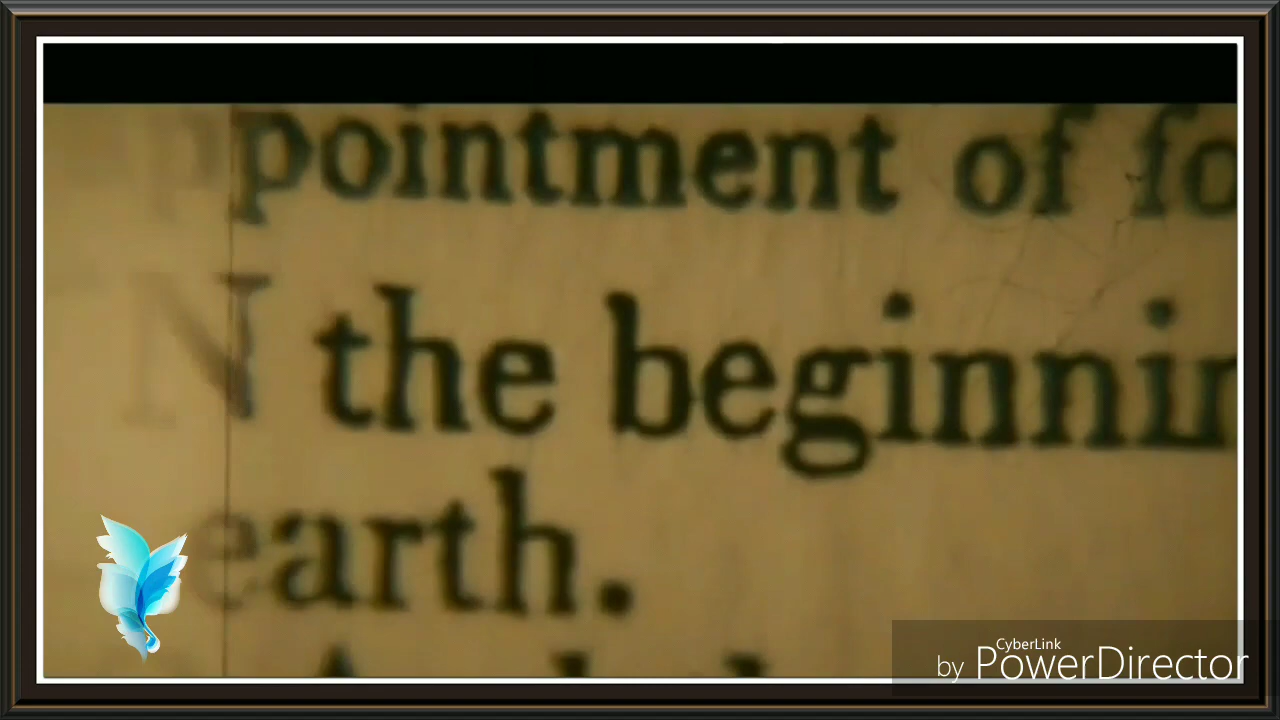 pointment of fo
N the beginnin
earth.
by CyberLink PowerDirector